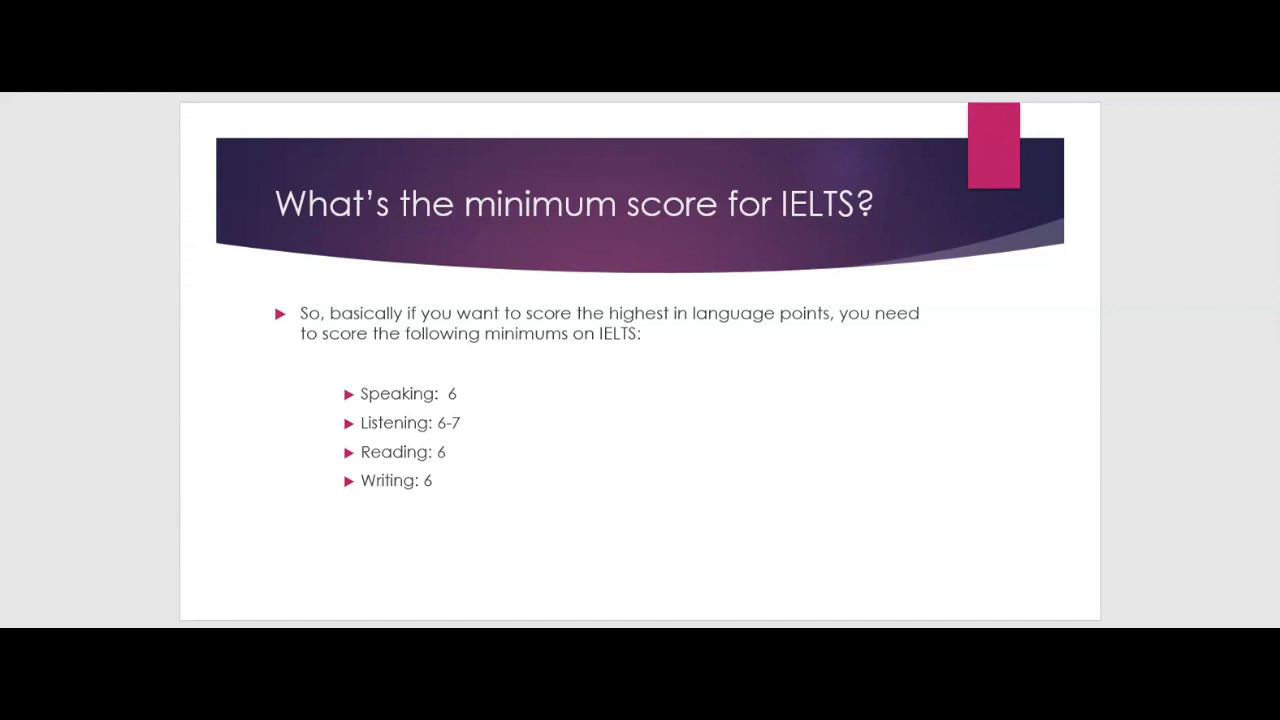 What's the minimum score for IELTS?
So, basically if you want to score the highest in language points, you need
to score the following minimums on IELTS:
Speaking:  6
Listening: 6-7
Reading: 6
Writing: 6